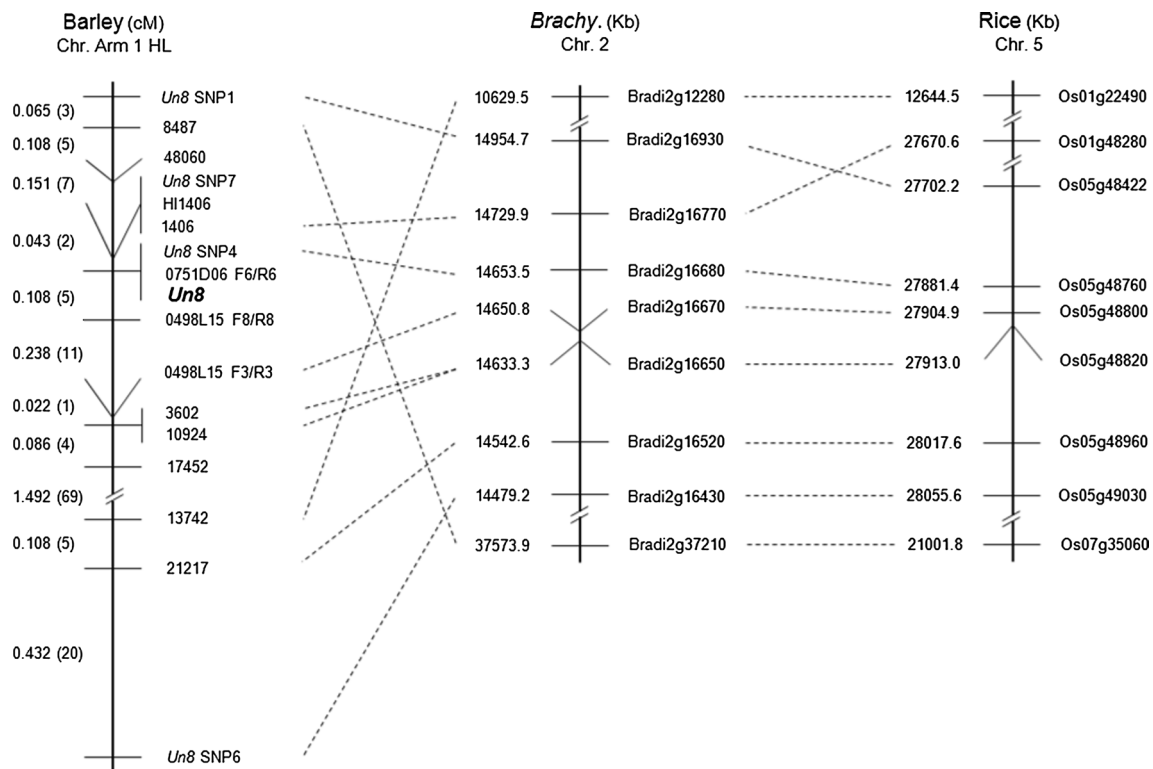 Barley (cM)
Chr. Arm 1 HL
0.065 (3)
0.108 (5)
0.151 (7)
0.043 (2)
0.108 (5)
0.238 (11)
0.022 (1)
0.086 (4)
1.492 (69)
0.108 (5)
0.432 (20)
Un8 SNP1
8487
48060
Un8 SNP7
HI1406
1406
Un8 SNP4
0751D06 F6/R6
Un8
0498L15 F8/R8
0498L15 F3/R3
3602
10924
17452
13742
21217
Un8 SNP6
Brachy. (Kb)
Chr. 2
10629.5 Bradi2g12280
14954.7 Bradi2g16930
14729.9 Bradi2g16770
14653.5 Bradi2g16680
14650.8 Bradi2g16670
14633.3 Bradi2g16650
14542.6 Bradi2g16520
14479.2 Bradi2g16430
37573.9 Bradi2g37210
Rice (Kb)
Chr. 5
12644.5 Os01g22490
27670.6 Os01g48280
27702.2 Os05g48422
27881.4 Os05g48760
27904.9 Os05g48800
27913.0 Os05g48820
28017.6 Os05g48960
28055.6 Os05g49030
21001.8 Os07g35060